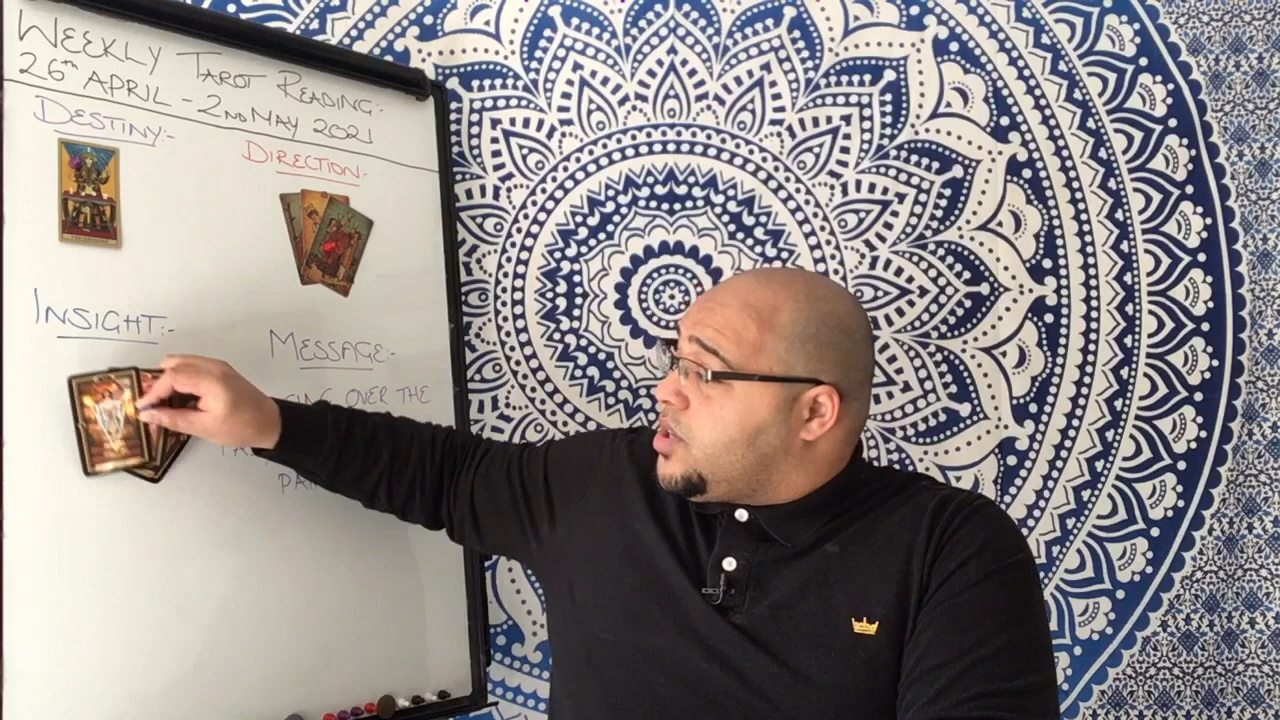 WEEKLY TAROT READING:-
26TH APRIL - 2ND MAY 2021
DESTINY:-
DIRECTION:-
INSIGHT:-
MESSAGE:-
OVER THE